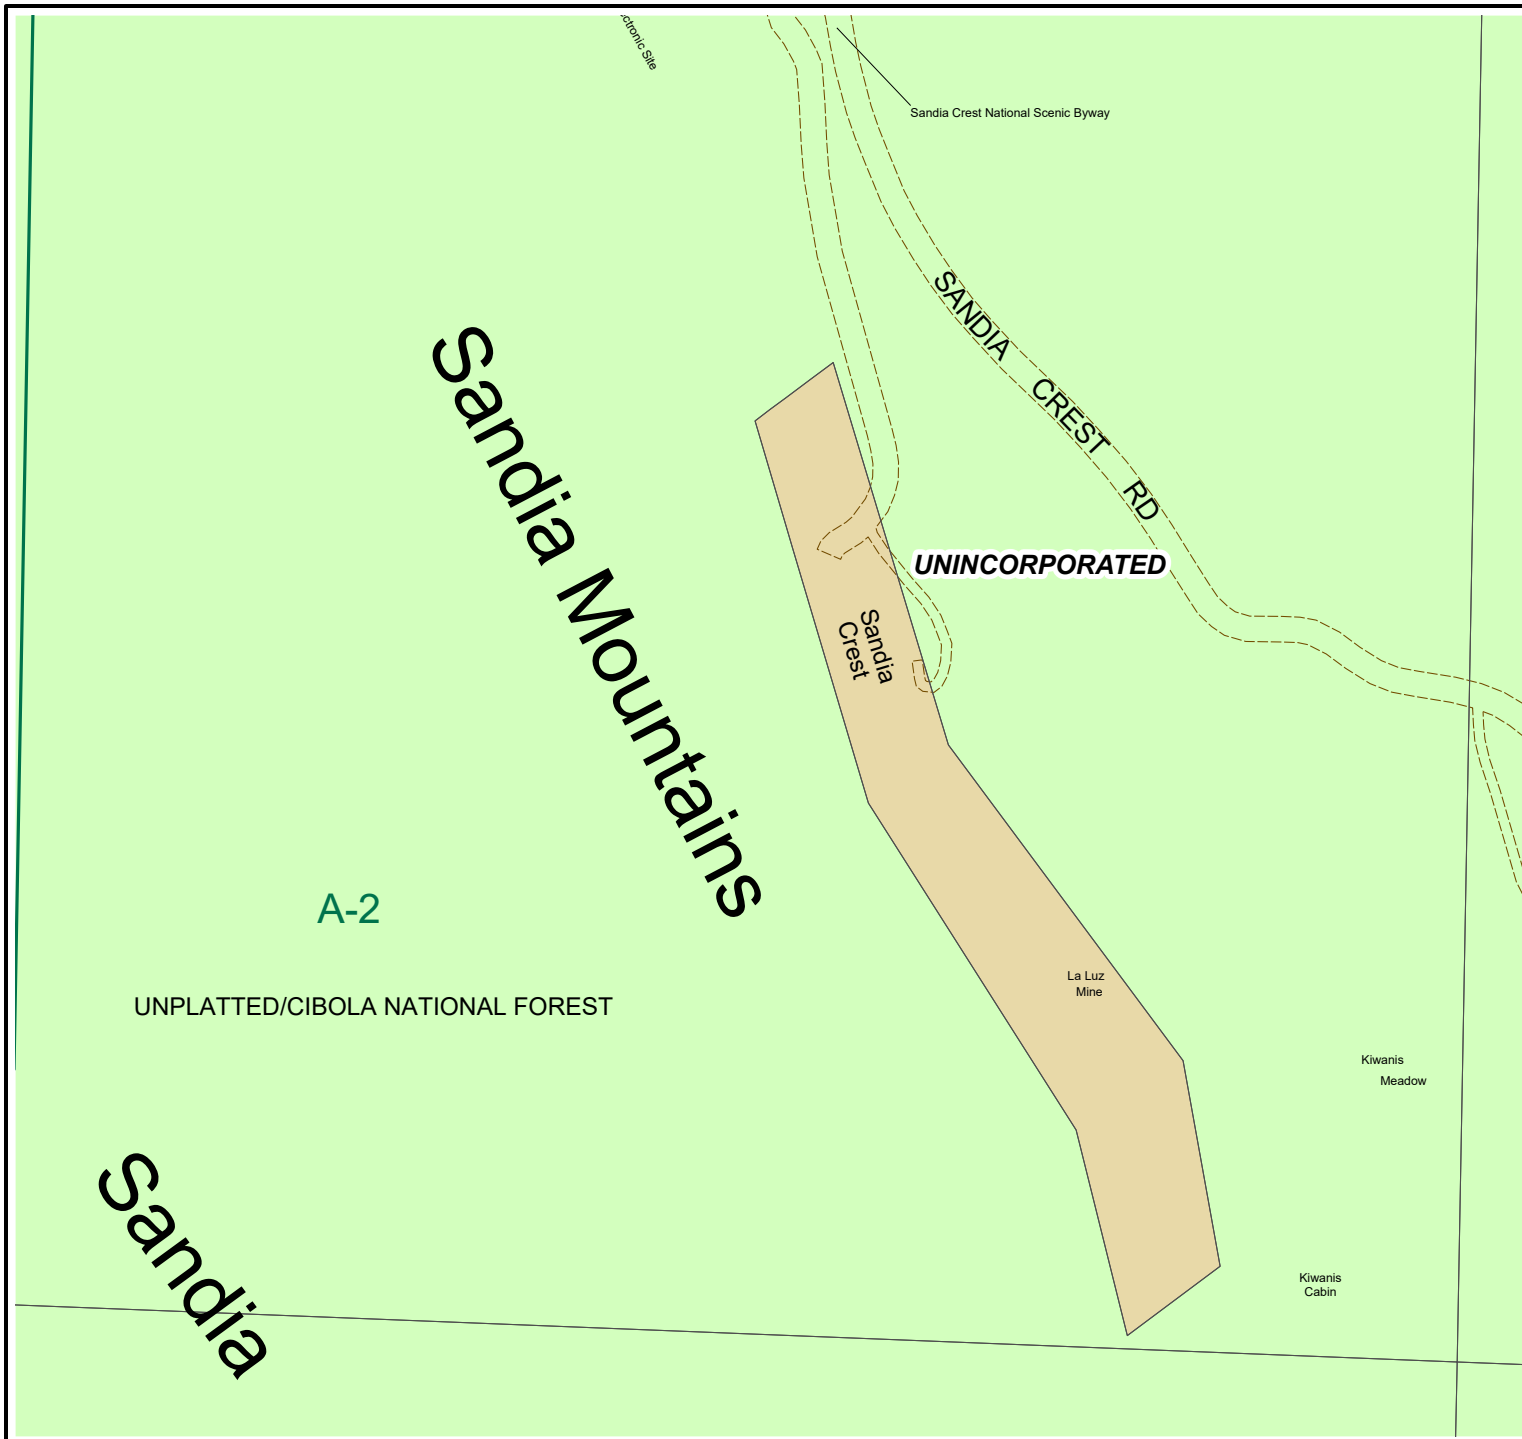 Site
Sandia Crest National Scenic Byway
SANDIA CREST RD
Sandia Mountains
UNINCORPORATED
Sandia
Crest
A-2
La Luz
Mine
UNPLATTED/CIBOLA NATIONAL FOREST
Kiwanis
Meadow
Sandia
Kiwanis
Cabin